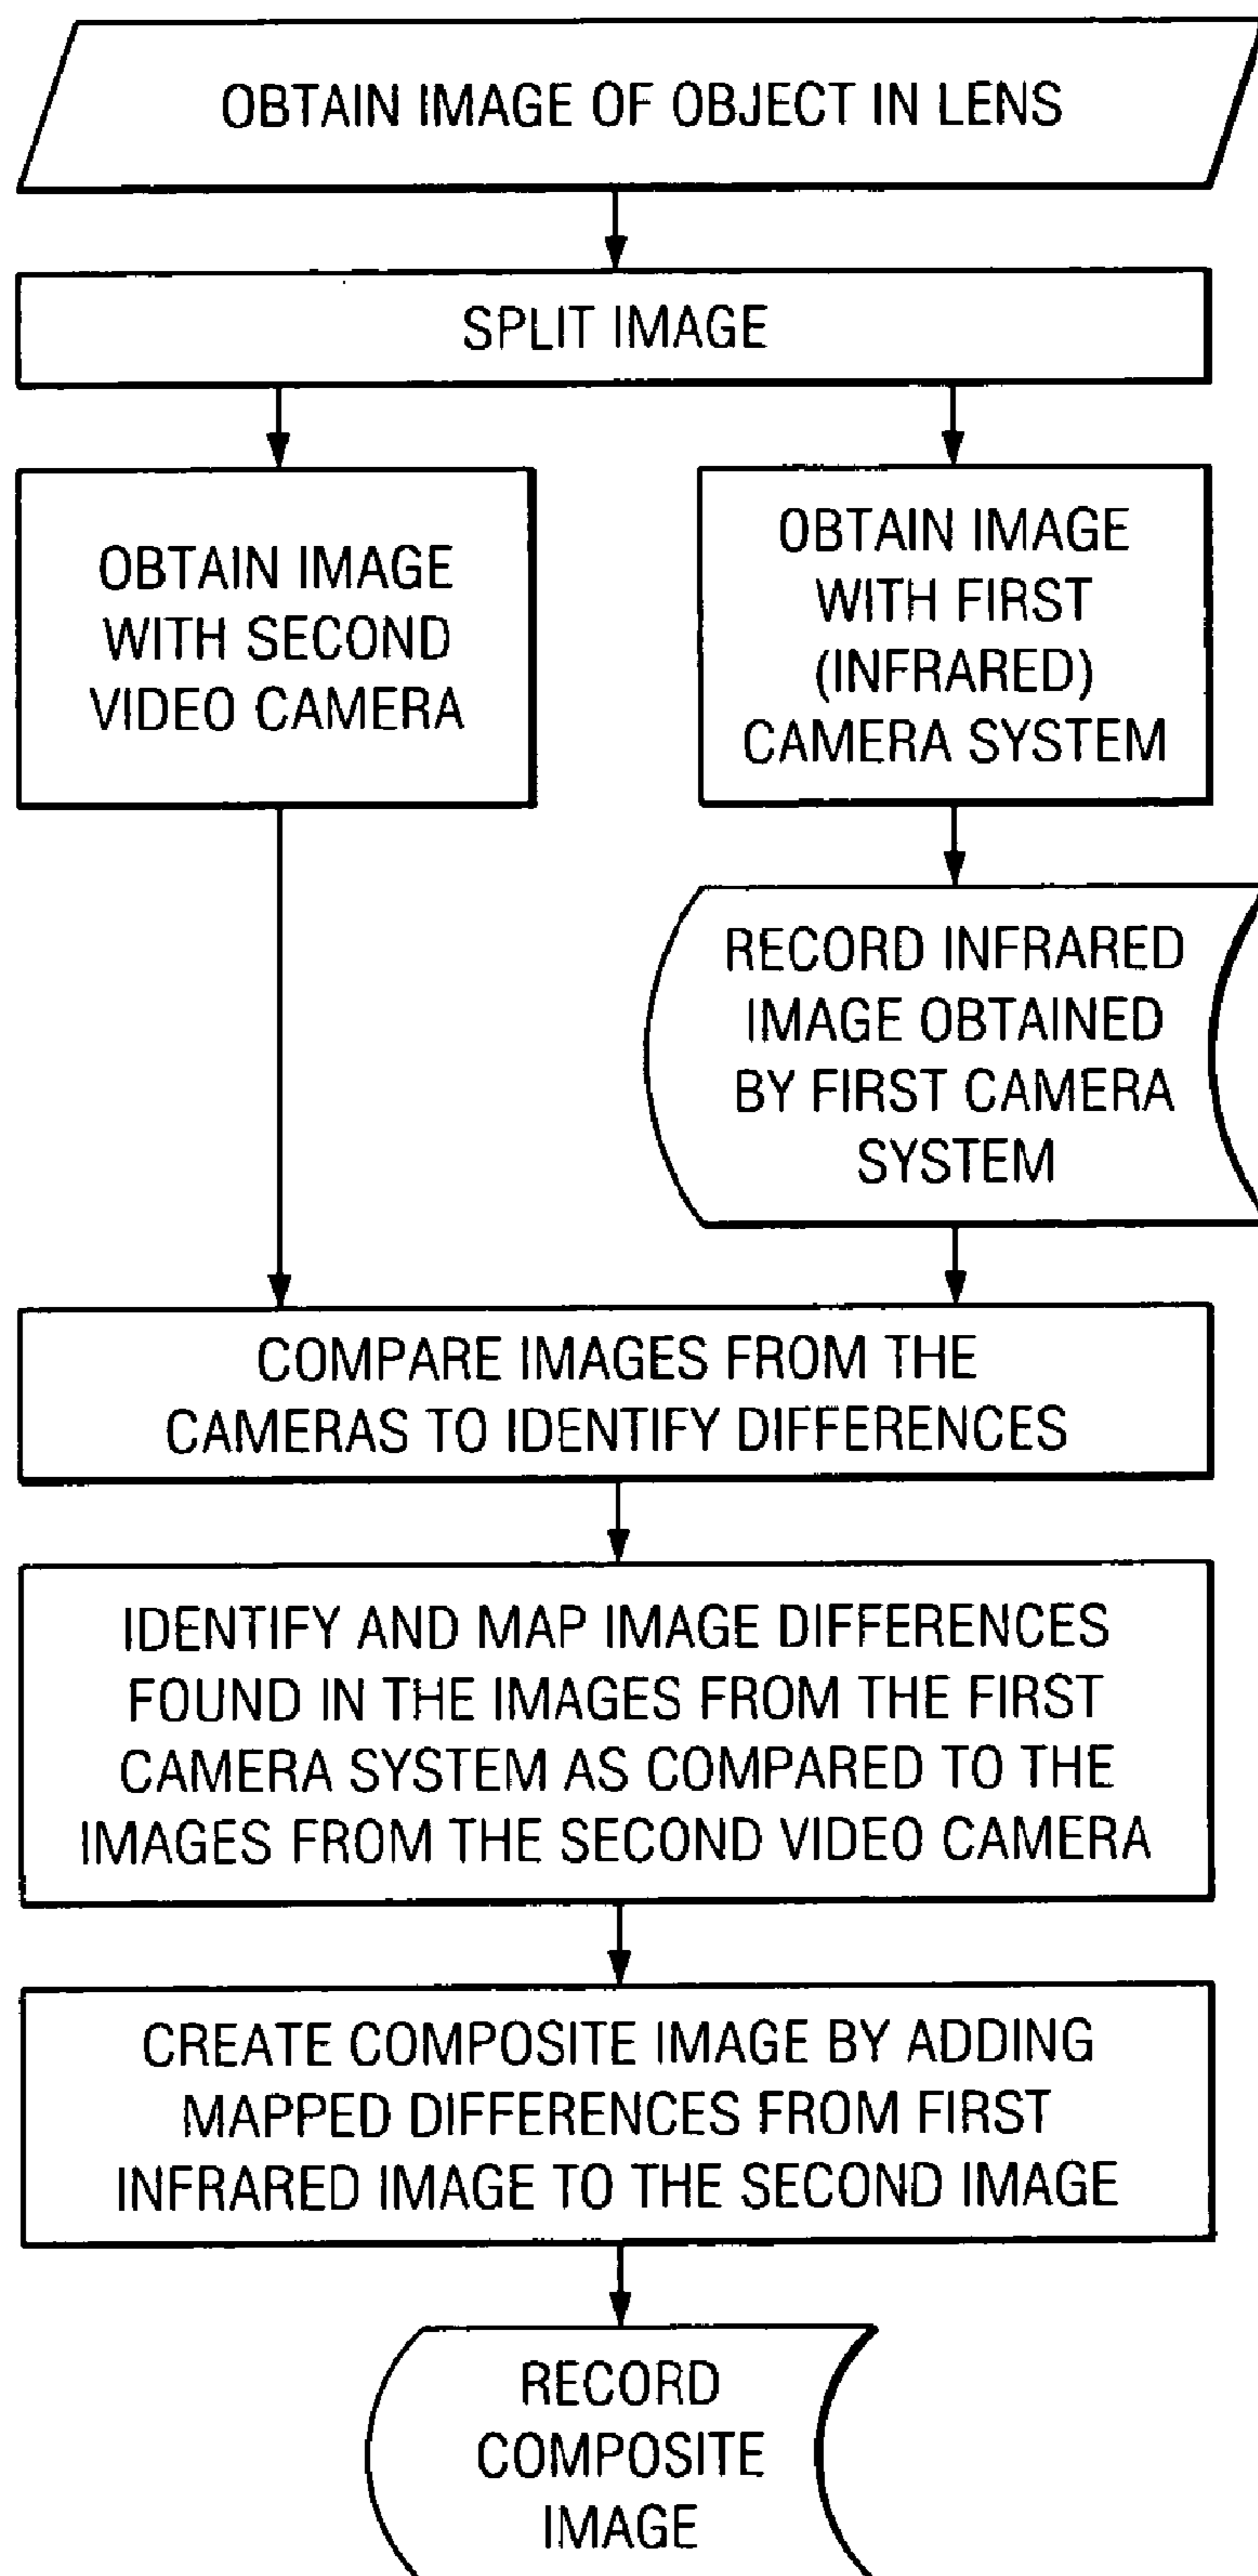 OBTAIN IMAGE OF OBJECT IN LENS
SPLIT IMAGE
OBTAIN IMAGE
WITH SECOND
VIDEO CAMERA
OBTAIN IMAGE
WITH FIRST
(INFRARED)
CAMERA SYSTEM
RECORD INFRARED
IMAGE OBTAINED
BY FIRST CAMERA
SYSTEM
COMPARE IMAGES FROM THE
CAMERAS TO IDENTIFY DIFFERENCES
IDENTIFY AND MAP IMAGE DIFFERENCES
FOUND IN THE IMAGES FROM THE FIRST
CAMERA SYSTEM AS COMPARED TO THE
IMAGES FROM THE SECOND VIDEO CAMERA
CREATE COMPOSITE IMAGE BY ADDING
MAPPED DIFFERENCES FROM FIRST
INFRARED IMAGE TO THE SECOND IMAGE
RECORD
COMPOSITE
IMAGE